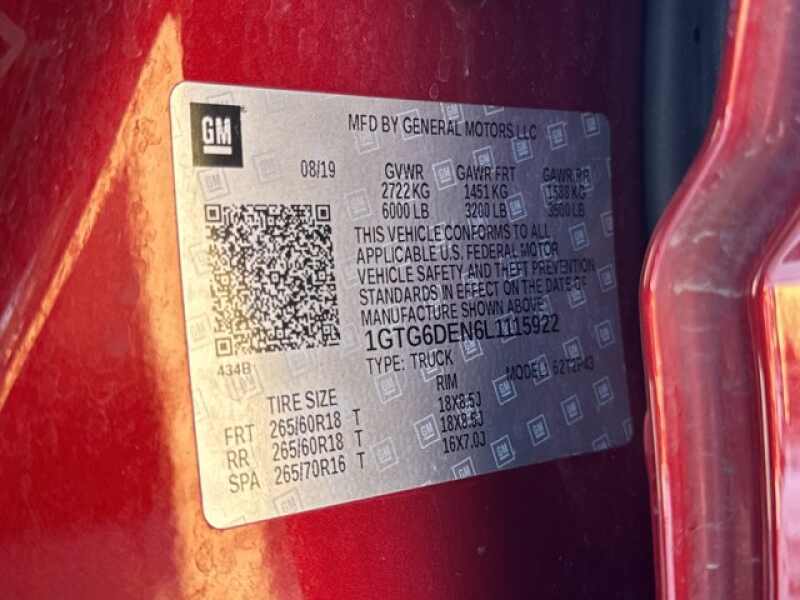 GM
MFD BY GENERAL MOTORS LLC
08/19 GVWR GAWR FRT GAWR RR
2722 KG 1451 KG 1588 KG
6000 LB 3200 LB 3500 LB
THIS VEHICLE CONFORMS TO ALL
APPLICABLE U.S. FEDERAL MOTOR
VEHICLE SAFETY AND THEFT PREVENTION
STANDARDS IN EFFECT ON THE DATE OF
MANUFACTURE SHOWN ABOVE
1GTG6DEN6L1115922
434B TYPE: TRUCK MODEL: 62T2P43
TIRE SIZE RIM
FRT 265/60R18 T 18X8.5J
RR 265/60R18 T 18X8.5J
SPA 265/70R16 T 16X7.0J